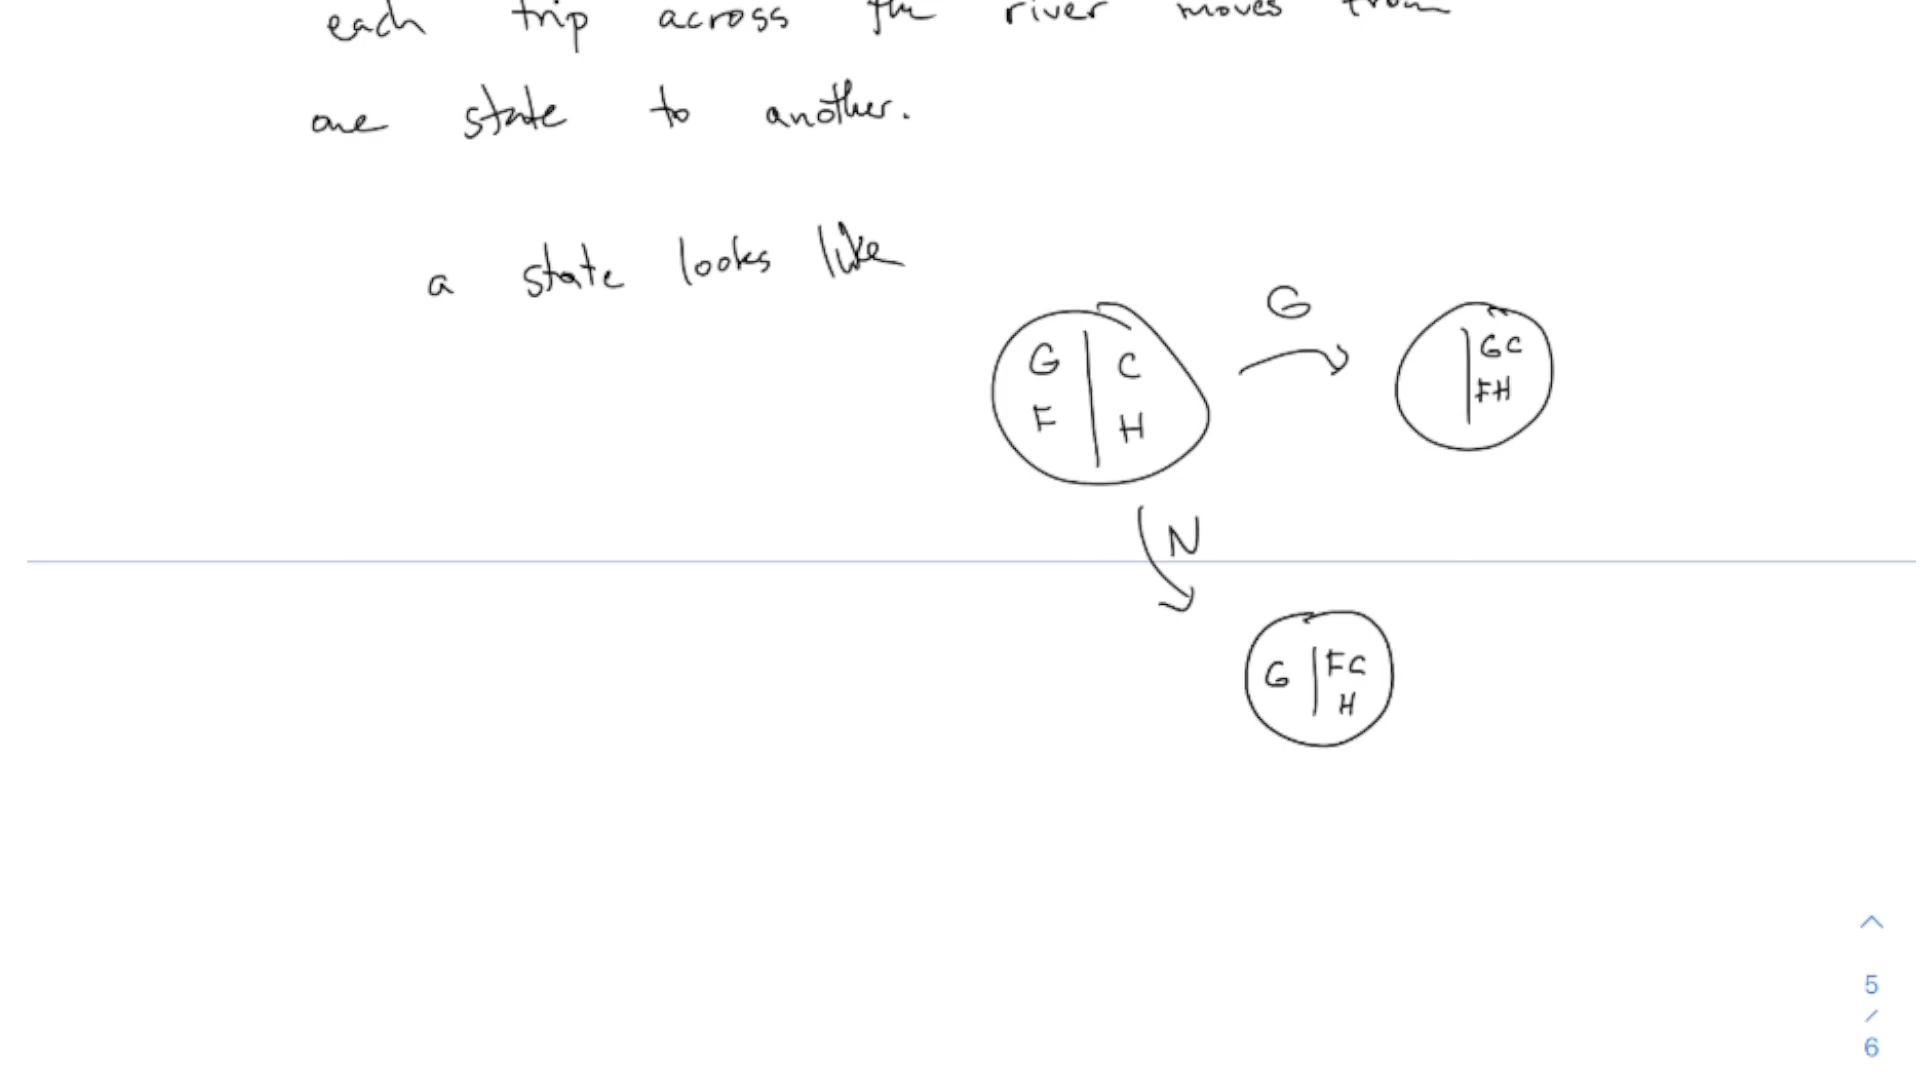 each trip across the river moves from
one state to another.
a state looks like
G
G | C
F | H
| GC
| FH
N
G | FC
H
5
/
6